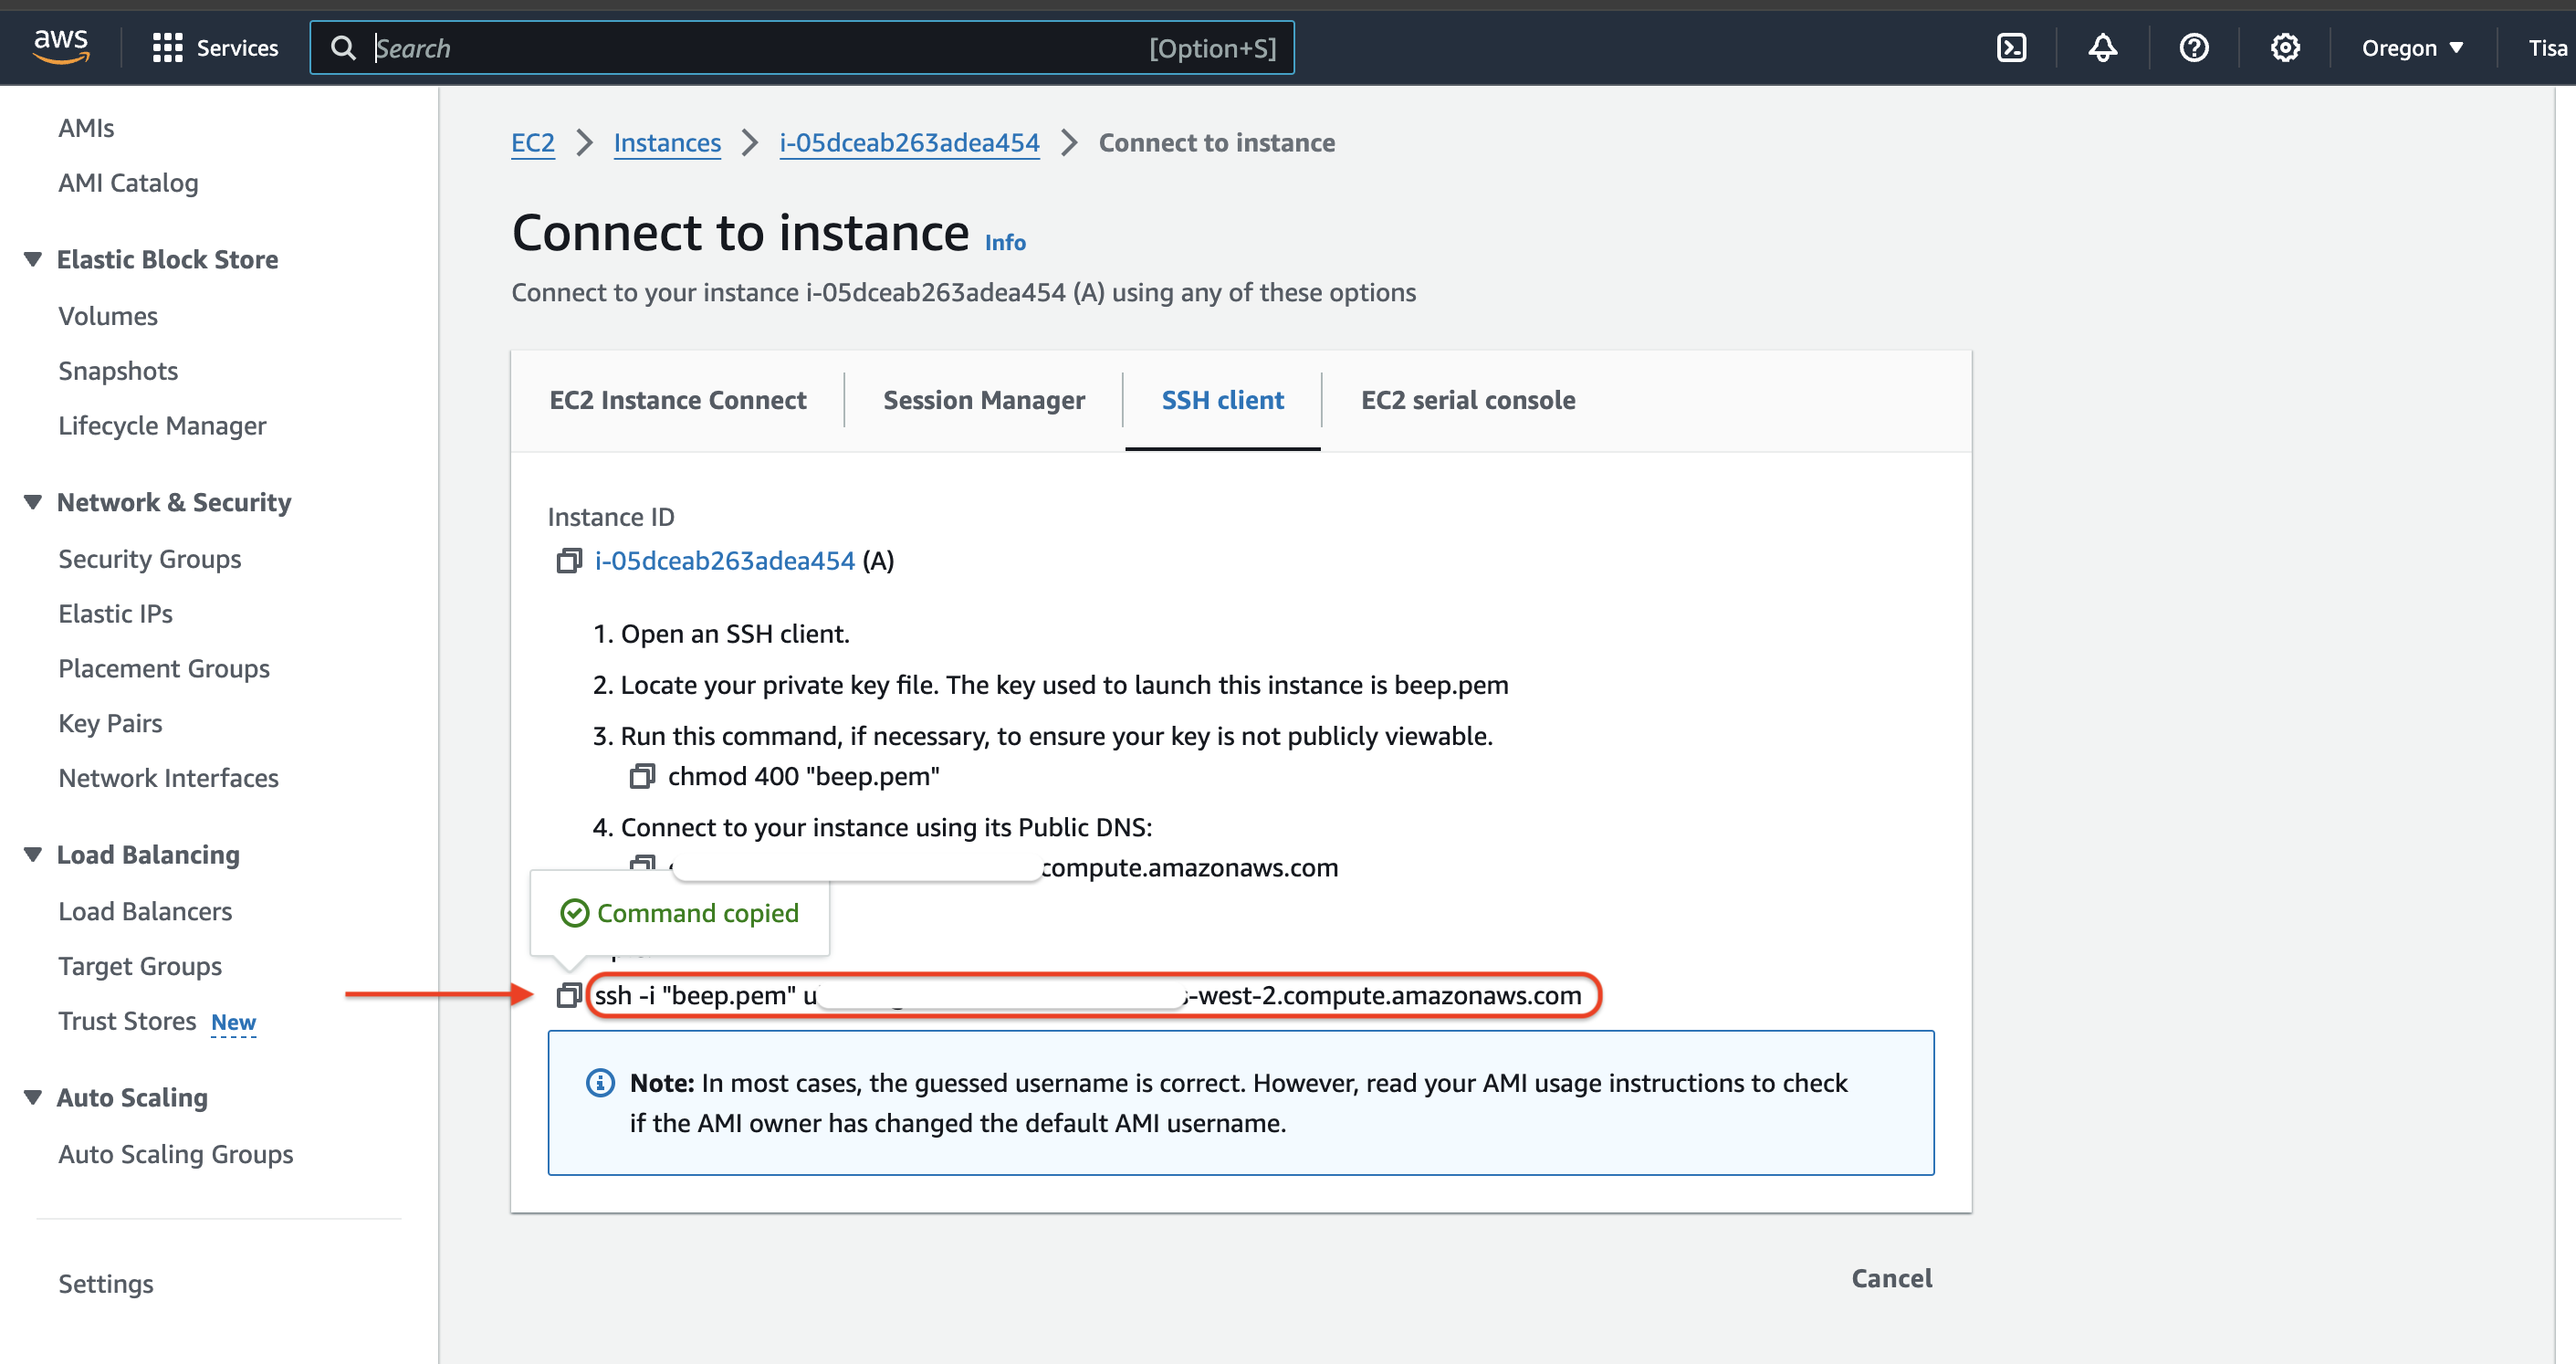 aws
Services
Search
[Option+S]
Oregon
Tisa
AMIs
AMI Catalog
Elastic Block Store
Volumes
Snapshots
Lifecycle Manager
Network & Security
Security Groups
Elastic IPs
Placement Groups
Key Pairs
Network Interfaces
Load Balancing
Load Balancers
Target Groups
Trust Stores New
Auto Scaling
Auto Scaling Groups
Settings
EC2 > Instances > i-05dceab263adea454 > Connect to instance
Connect to instance Info
Connect to your instance i-05dceab263adea454 (A) using any of these options
EC2 Instance Connect
Session Manager
SSH client
EC2 serial console
Instance ID
i-05dceab263adea454 (A)
1. Open an SSH client.
2. Locate your private key file. The key used to launch this instance is beep.pem
3. Run this command, if necessary, to ensure your key is not publicly viewable.
chmod 400 "beep.pem"
4. Connect to your instance using its Public DNS:
compute.amazonaws.com
Command copied
ssh -i "beep.pem" u -west-2.compute.amazonaws.com
Note: In most cases, the guessed username is correct. However, read your AMI usage instructions to check
if the AMI owner has changed the default AMI username.
Cancel